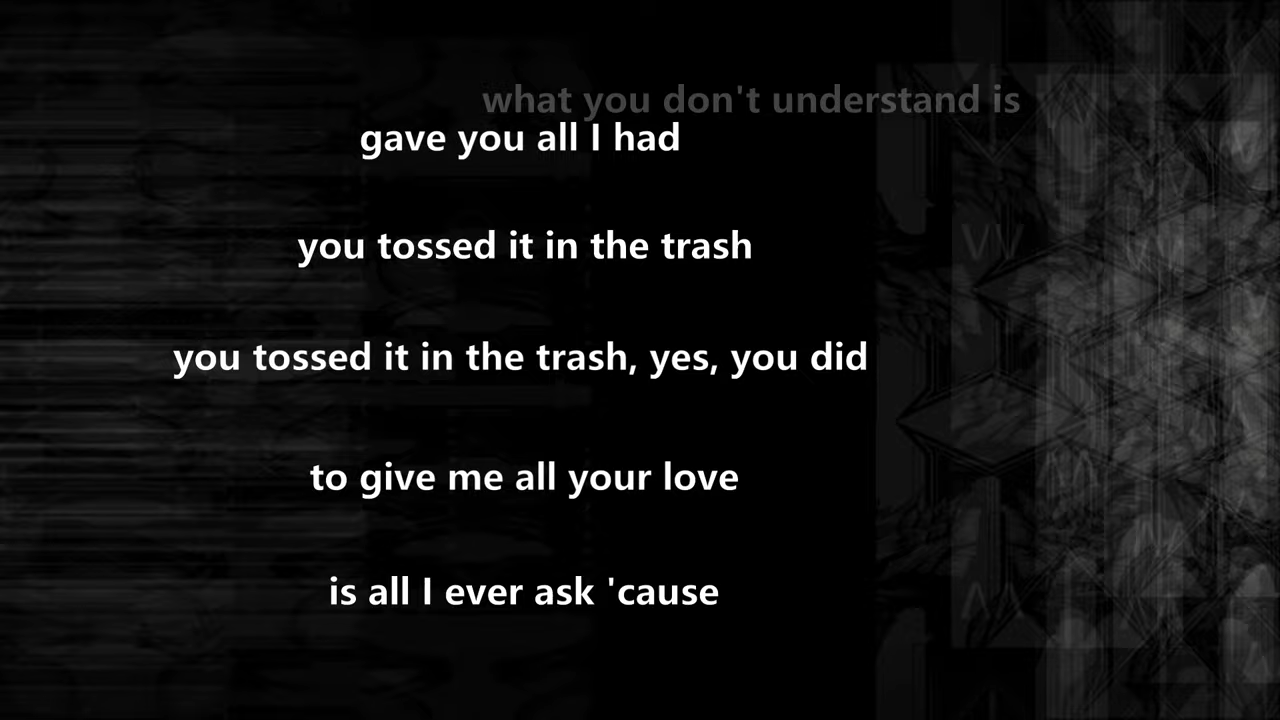 what you don't understand is
gave you all I had
you tossed it in the trash
you tossed it in the trash, yes, you did
to give me all your love
is all I ever ask 'cause